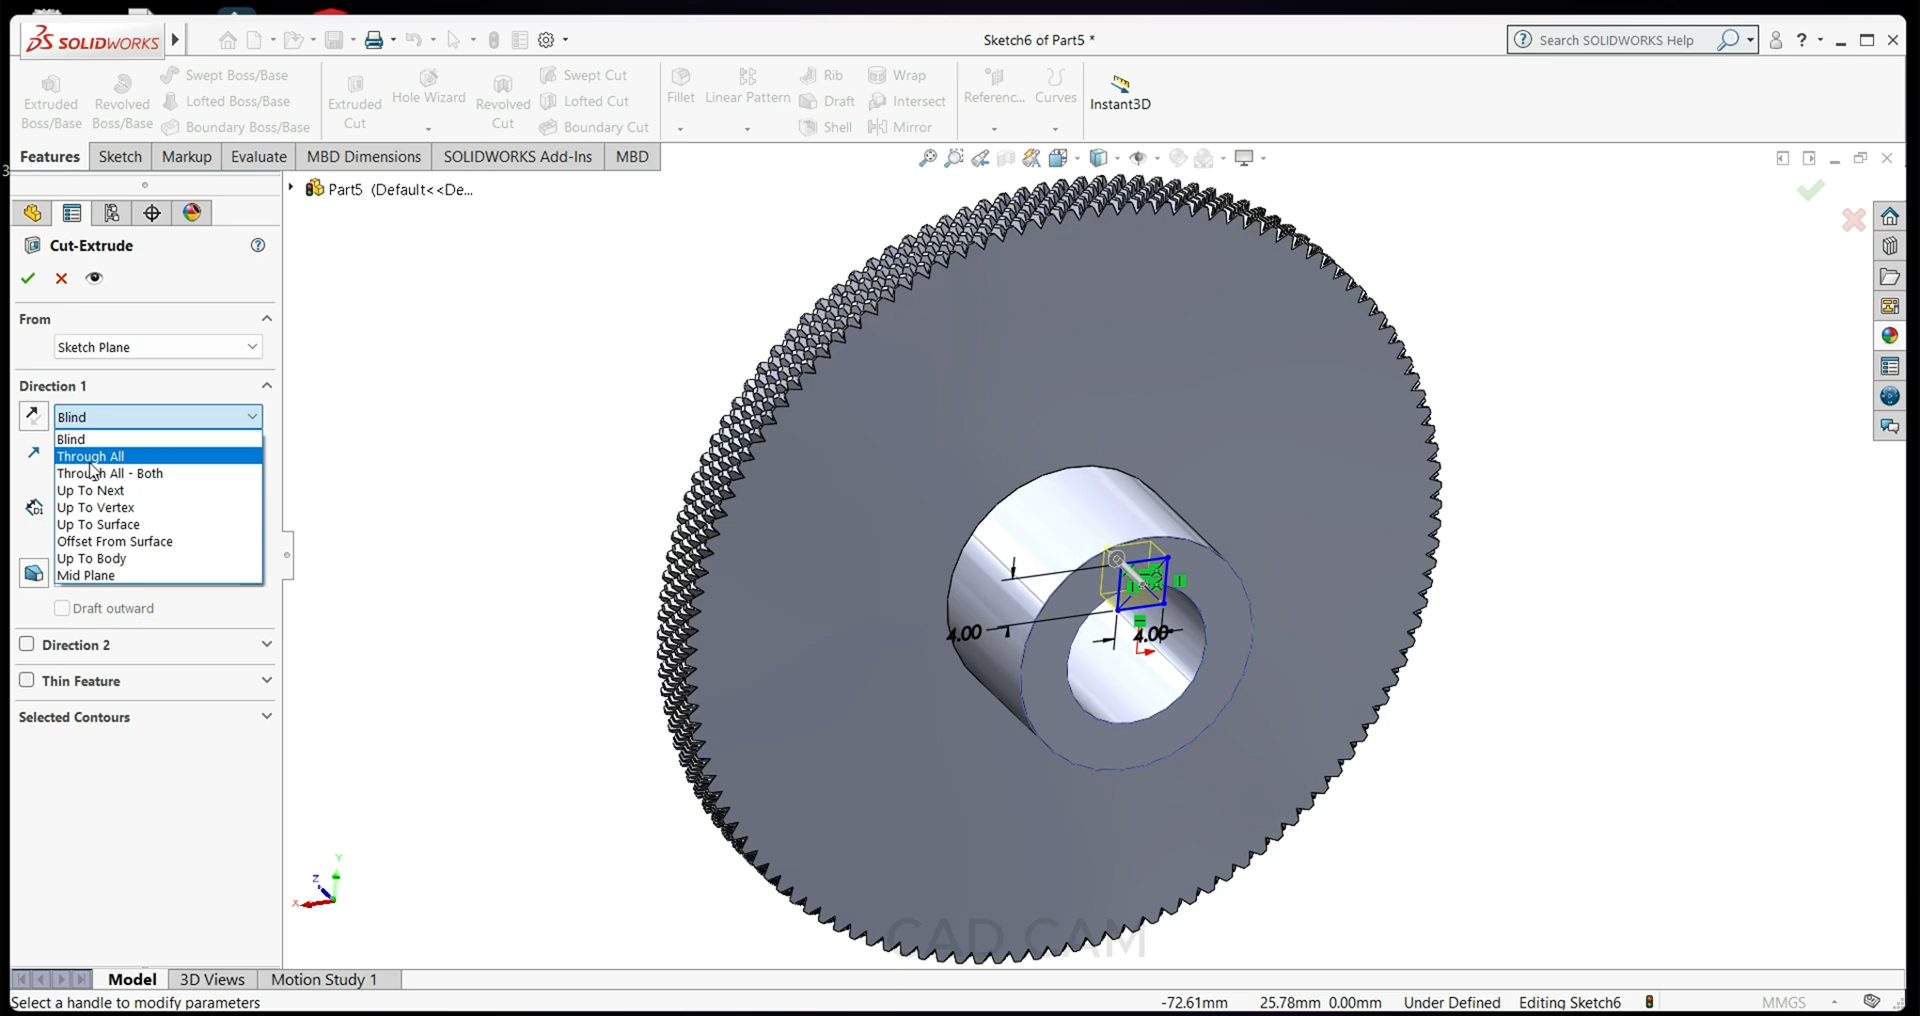 SOLIDWORKS
Sketch6 of Part5 *
Search SOLIDWORKS Help
?
Extruded Boss/Base
Revolved Boss/Base
Swept Boss/Base
Lofted Boss/Base
Boundary Boss/Base
Extruded Cut
Hole Wizard
Revolved Cut
Swept Cut
Lofted Cut
Boundary Cut
Fillet
Linear Pattern
Rib
Draft
Shell
Wrap
Intersect
Mirror
Referenc...
Curves
Instant3D
Features
Sketch
Markup
Evaluate
MBD Dimensions
SOLIDWORKS Add-Ins
MBD
3
Part5 (Default<<De...
Cut-Extrude
?
From
Sketch Plane
Direction 1
Blind
Blind
Through All
Through All - Both
Up To Next
Up To Vertex
Up To Surface
Offset From Surface
Up To Body
Mid Plane
Draft outward
Direction 2
Thin Feature
Selected Contours
4.00
4.00
Y
Z
X
CAD CAM
Model
3D Views
Motion Study 1
Select a handle to modify parameters
-72.61mm
25.78mm 0.00mm
Under Defined
Editing Sketch6
MMGS